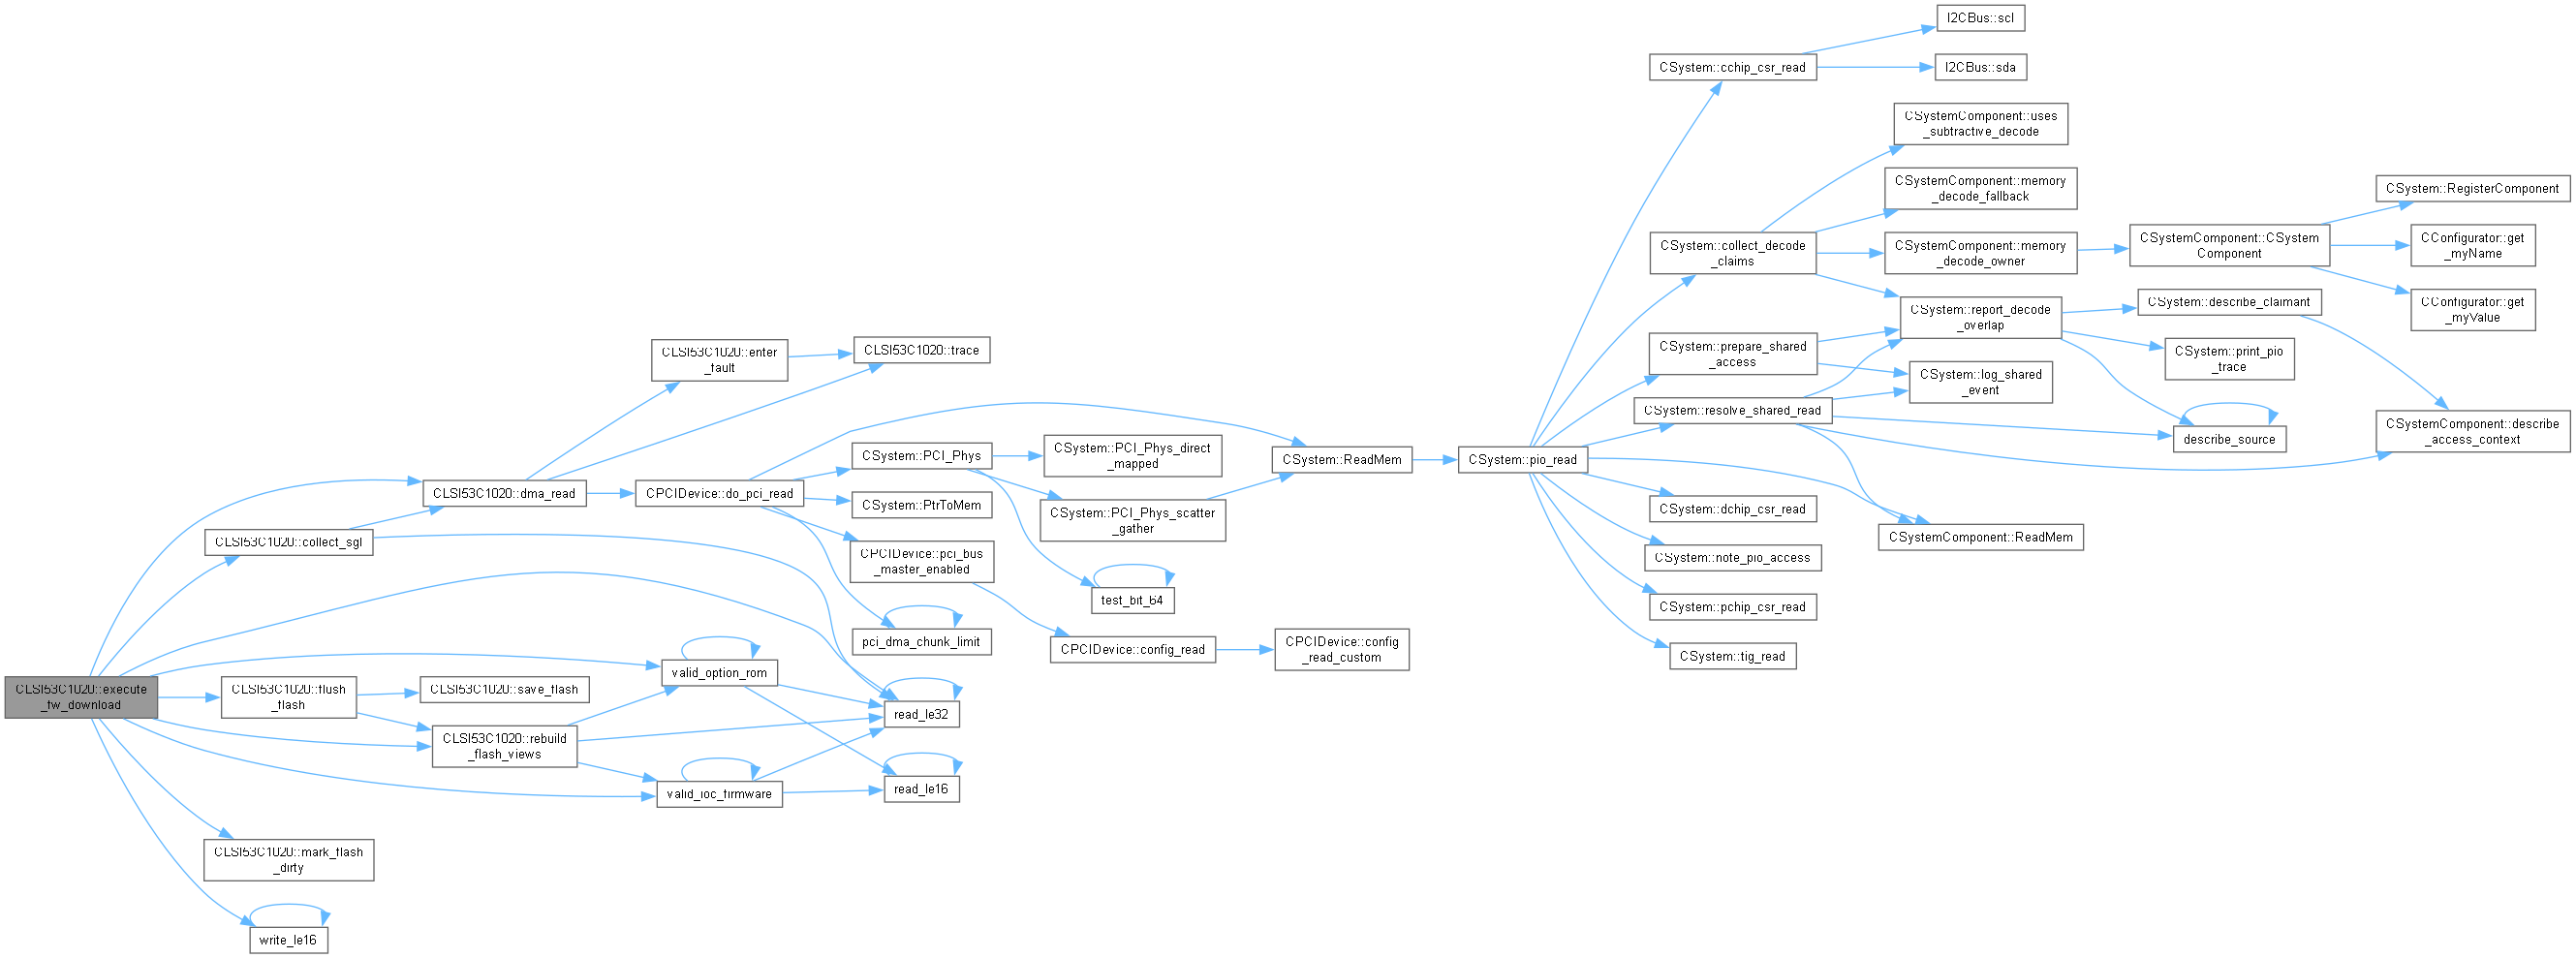 CLSI53C1020::execute
_fw_download
CLSI53C1020::dma_read
CLSI53C1020::enter
_fault
CLSI53C1020::trace
CPCIDevice::do_pci_read
CSystem::PCI_Phys
CSystem::PCI_Phys_direct
_mapped
CSystem::PCI_Phys_scatter
_gather
CSystem::ReadMem
CSystem::pio_read
CSystem::cchip_csr_read
I2CBus::scl
I2CBus::sda
CSystem::collect_decode
_claims
CSystemComponent::uses
_subtractive_decode
CSystemComponent::memory
_decode_fallback
CSystemComponent::memory
_decode_owner
CSystemComponent::CSystem
Component
CSystem::RegisterComponent
CConfigurator::get
_myName
CConfigurator::get
_myValue
CSystem::report_decode
_overlap
CSystem::describe_claimant
CSystem::print_pio
_trace
describe_source
CSystemComponent::describe
_access_context
CSystem::prepare_shared
_access
CSystem::log_shared
_event
CSystem::resolve_shared_read
CSystemComponent::ReadMem
CSystem::dchip_csr_read
CSystem::note_pio_access
CSystem::pchip_csr_read
CSystem::tig_read
test_bit_64
CSystem::PtrToMem
CPCIDevice::pci_bus
_master_enabled
CPCIDevice::config_read
CPCIDevice::config
_read_custom
pci_dma_chunk_limit
CLSI53C1020::collect_sgl
read_le32
valid_option_rom
read_le16
CLSI53C1020::flush
_flash
CLSI53C1020::save_flash
CLSI53C1020::rebuild
_flash_views
valid_ioc_firmware
CLSI53C1020::mark_flash
_dirty
write_le16